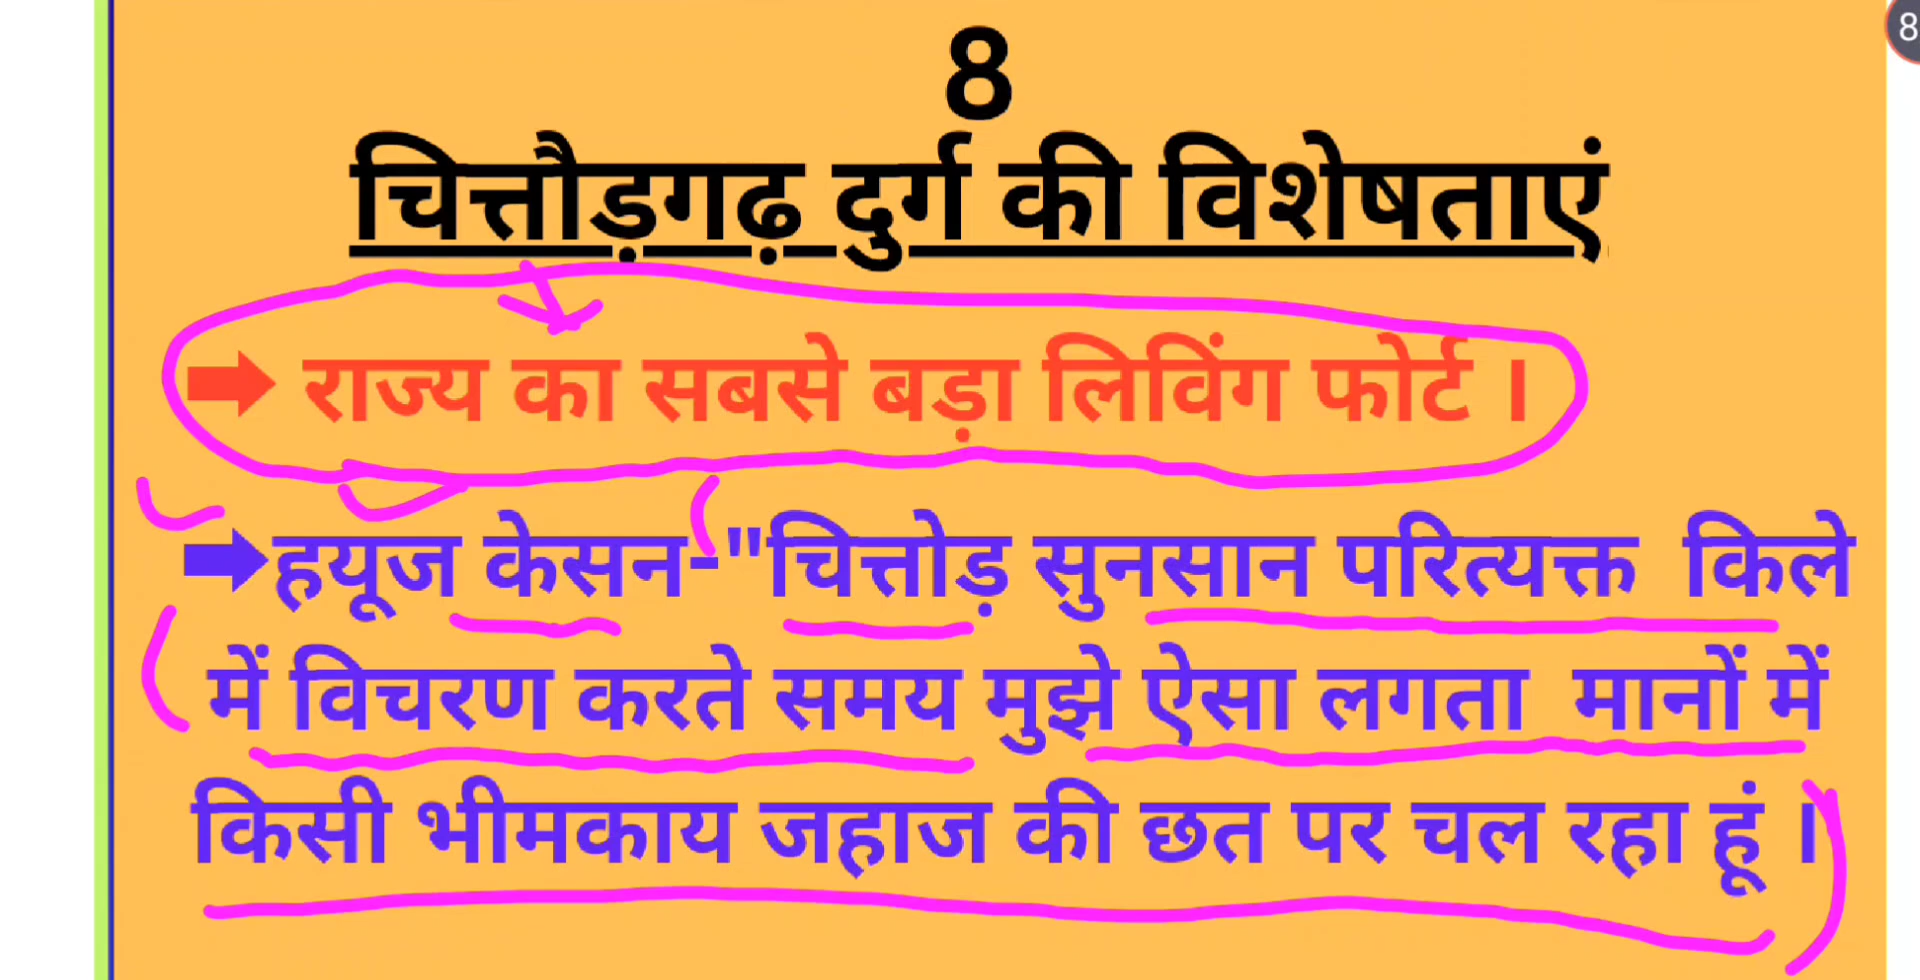 8
8
चित्तौड़गढ़ दुर्ग की विशेषताएं
राज्य का सबसे बड़ा लिविंग फोर्ट ।
हयूज केसन-"चित्तोड़ सुनसान परित्यक्त किले
में विचरण करते समय मुझे ऐसा लगता मानों में
किसी भीमकाय जहाज की छत पर चल रहा हूं ।